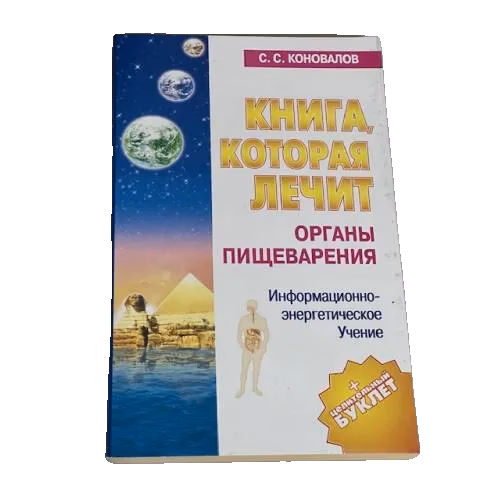 С. С. КОНОВАЛОВ
КНИГА,
КОТОРАЯ
ЛЕЧИТ
ОРГАНЫ
ПИЩЕВАРЕНИЯ
Информационно-
энергетическое
Учение
+
ЦЕЛИТЕЛЬНЫЙ
БУКЛЕТ